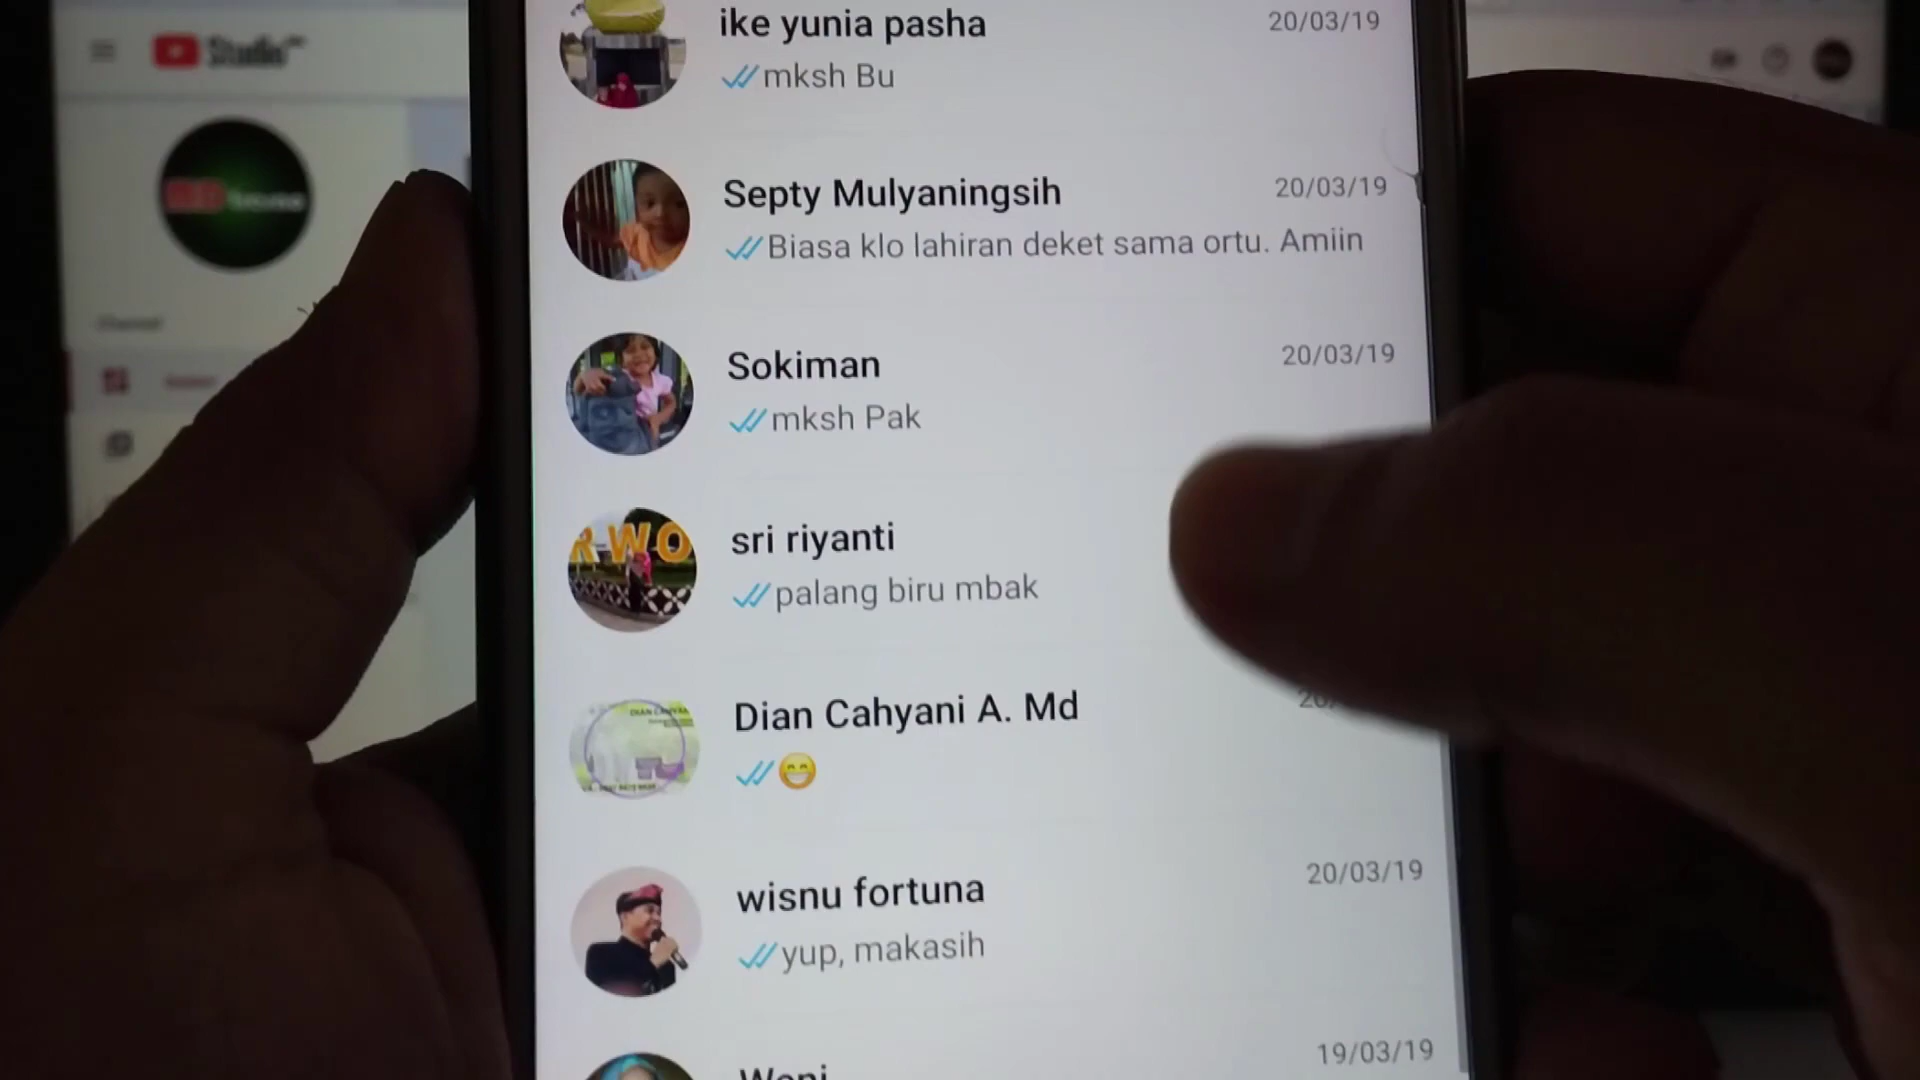 Studio
ike yunia pasha
20/03/19
mksh Bu
Septy Mulyaningsih
20/03/19
Biasa klo lahiran deket sama ortu. Amiin
Sokiman
20/03/19
mksh Pak
R-WO
sri riyanti
palang biru mbak
Dian Cahyani A. Md
😁
wisnu fortuna
20/03/19
yup, makasih
19/03/19